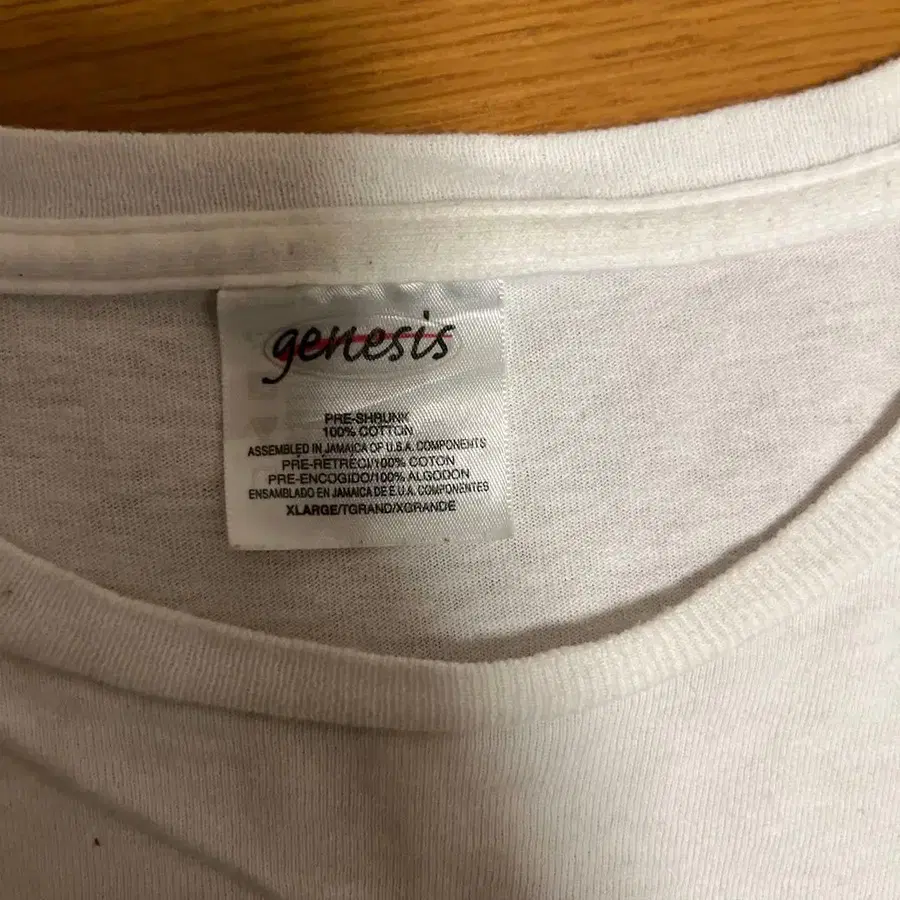 genesis
PRE-SHRUNK
100% COTTON
ASSEMBLED IN JAMAICA OF U.S.A. COMPONENTS
PRE-RETRECI/100% COTON
PRE-ENCOGIDO/100% ALGODON
ENSAMBLADO EN JAMAICA DE E.U.A. COMPONENTES
XLARGE/TGRAND/XGRANDE